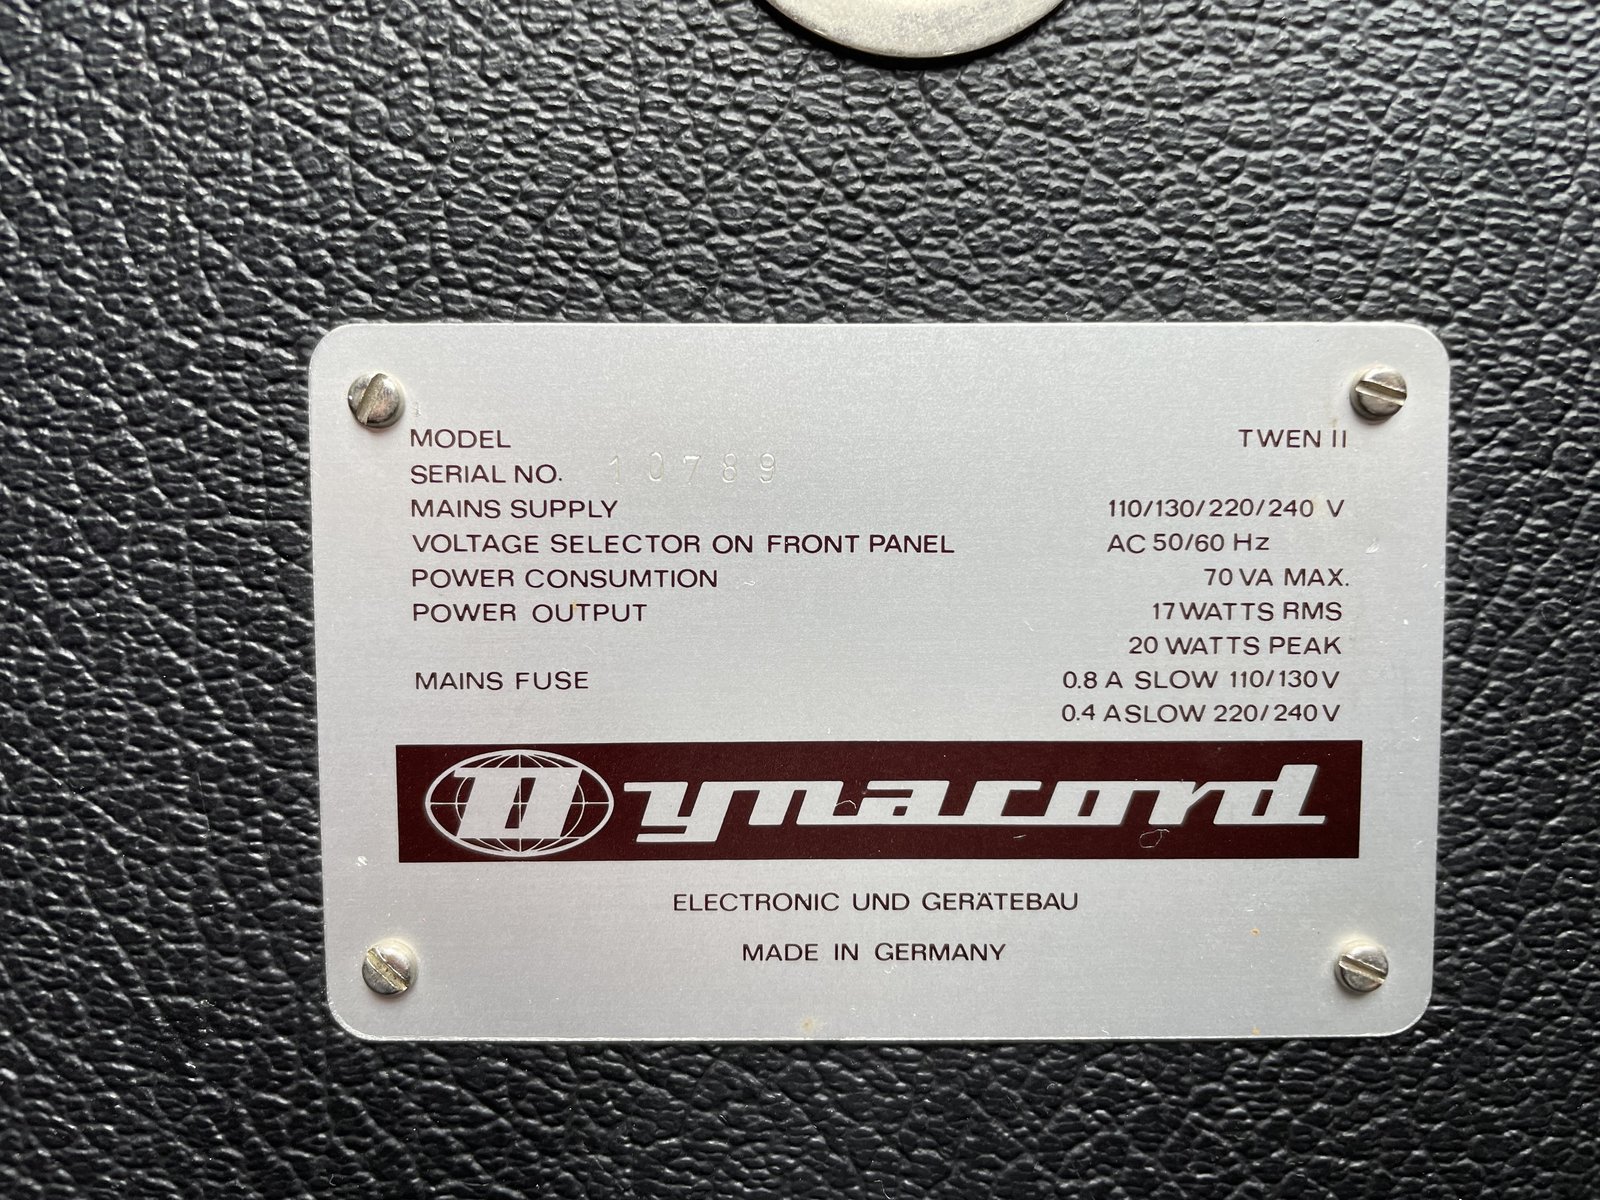 MODEL TWEN II
SERIAL NO. 10789
MAINS SUPPLY 110/130/220/240 V
VOLTAGE SELECTOR ON FRONT PANEL AC 50/60 Hz
POWER CONSUMTION 70 VA MAX.
POWER OUTPUT 17 WATTS RMS
20 WATTS PEAK
MAINS FUSE 0.8 A SLOW 110/130 V
0.4 A SLOW 220/240 V
Dynacord
ELECTRONIC UND GERÄTEBAU
MADE IN GERMANY